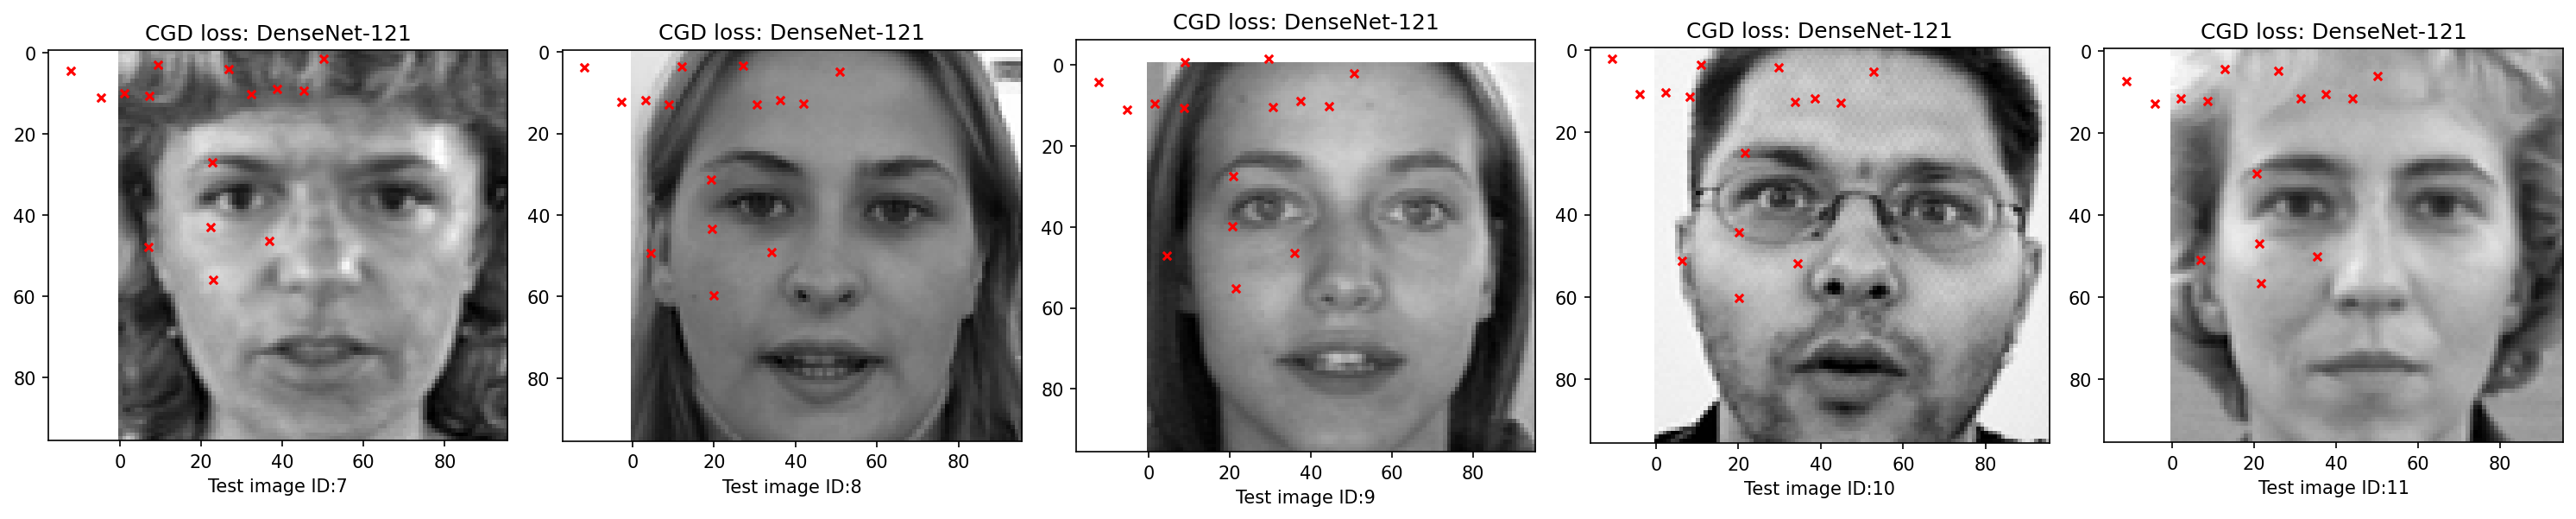 CGD loss: DenseNet-121
0
20
40
60
80
0 20 40 60 80
Test image ID:7
CGD loss: DenseNet-121
0
20
40
60
80
0 20 40 60 80
Test image ID:8
CGD loss: DenseNet-121
0
20
40
60
80
0 20 40 60 80
Test image ID:9
CGD loss: DenseNet-121
0
20
40
60
80
0 20 40 60 80
Test image ID:10
CGD loss: DenseNet-121
0
20
40
60
80
0 20 40 60 80
Test image ID:11